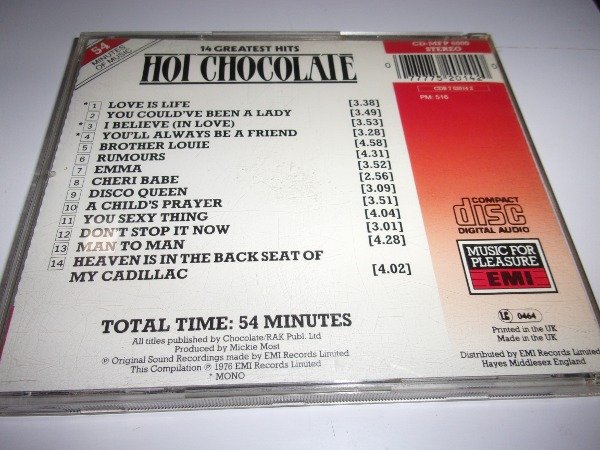 54
MINUTES
OF MUSIC
14 GREATEST HITS
HOT CHOCOLATE
CD-MFP 6000
STEREO
0 77775 20142 0
CDB 7 52014 2
PM: 516
* 1 LOVE IS LIFE [3.38]
2 YOU COULD'VE BEEN A LADY [3.49]
* 3 I BELIEVE (IN LOVE) [3.53]
* 4 YOU'LL ALWAYS BE A FRIEND [3.28]
5 BROTHER LOUIE [4.58]
6 RUMOURS [4.31]
7 EMMA [3.52]
8 CHERI BABE [2.56]
9 DISCO QUEEN [3.09]
10 A CHILD'S PRAYER [3.51]
11 YOU SEXY THING [4.04]
12 DON'T STOP IT NOW [3.01]
13 MAN TO MAN [4.28]
14 HEAVEN IS IN THE BACK SEAT OF
MY CADILLAC [4.02]
COMPACT
disc
DIGITAL AUDIO
MUSIC FOR
PLEASURE
EMI
TOTAL TIME: 54 MINUTES
All titles published by Chocolate/RAK Publ. Ltd
Produced by Mickie Most
℗ Original Sound Recordings made by EMI Records Limited
This Compilation ℗ 1976 EMI Records Limited
* MONO
LC 0464
Printed in the UK
Made in the UK
Distributed by EMI Records Limited
Hayes Middlesex England